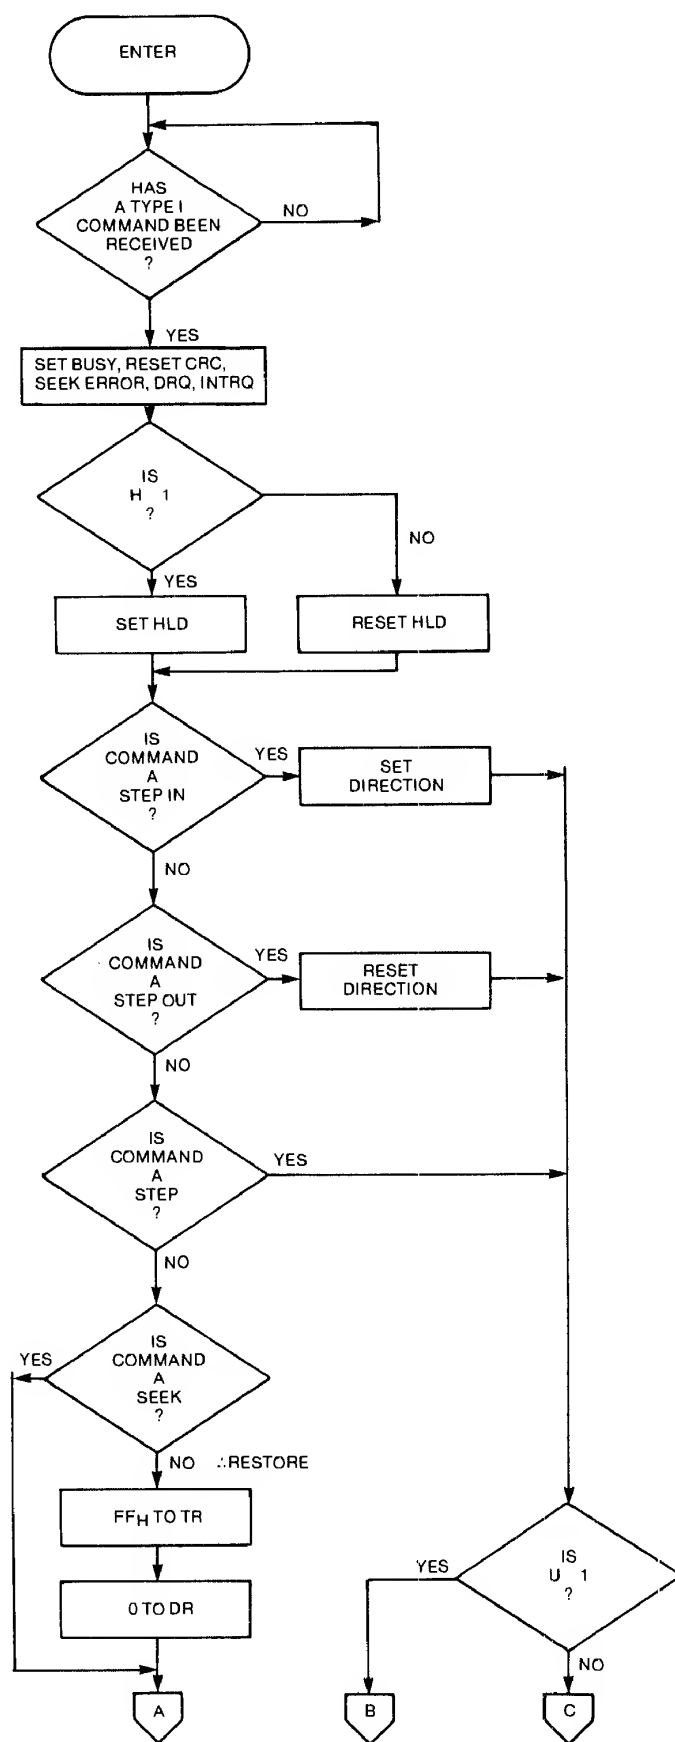 ENTER
HAS
A TYPE I
COMMAND BEEN
RECEIVED
?
NO
YES
SET BUSY, RESET CRC,
SEEK ERROR, DRQ, INTRQ
IS
H 1
?
NO
YES
SET HLD
RESET HLD
IS
COMMAND
A
STEP IN
?
YES
SET
DIRECTION
NO
IS
COMMAND
A
STEP OUT
?
YES
RESET
DIRECTION
NO
IS
COMMAND
A
STEP
?
YES
NO
IS
COMMAND
A
SEEK
?
YES
NO ∴RESTORE
FFH TO TR
0 TO DR
IS
U 1
?
YES
NO
A
B
C